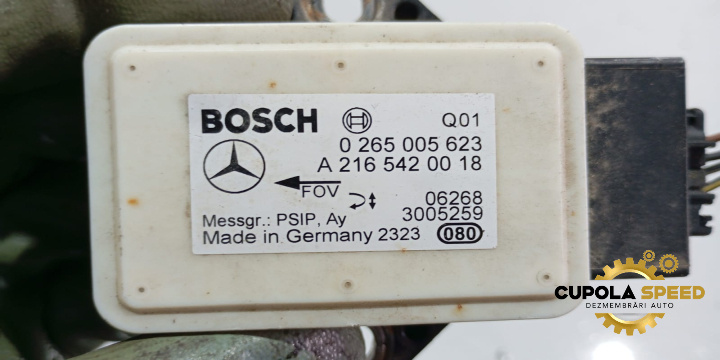 BOSCH
Q01
0 265 005 623
A 216 542 00 18
FOV
06268
3005259
Messgr.: PSIP, Ay
Made in Germany 2323 080
CUPOLA SPEED
DEZMEMBRĂRI AUTO